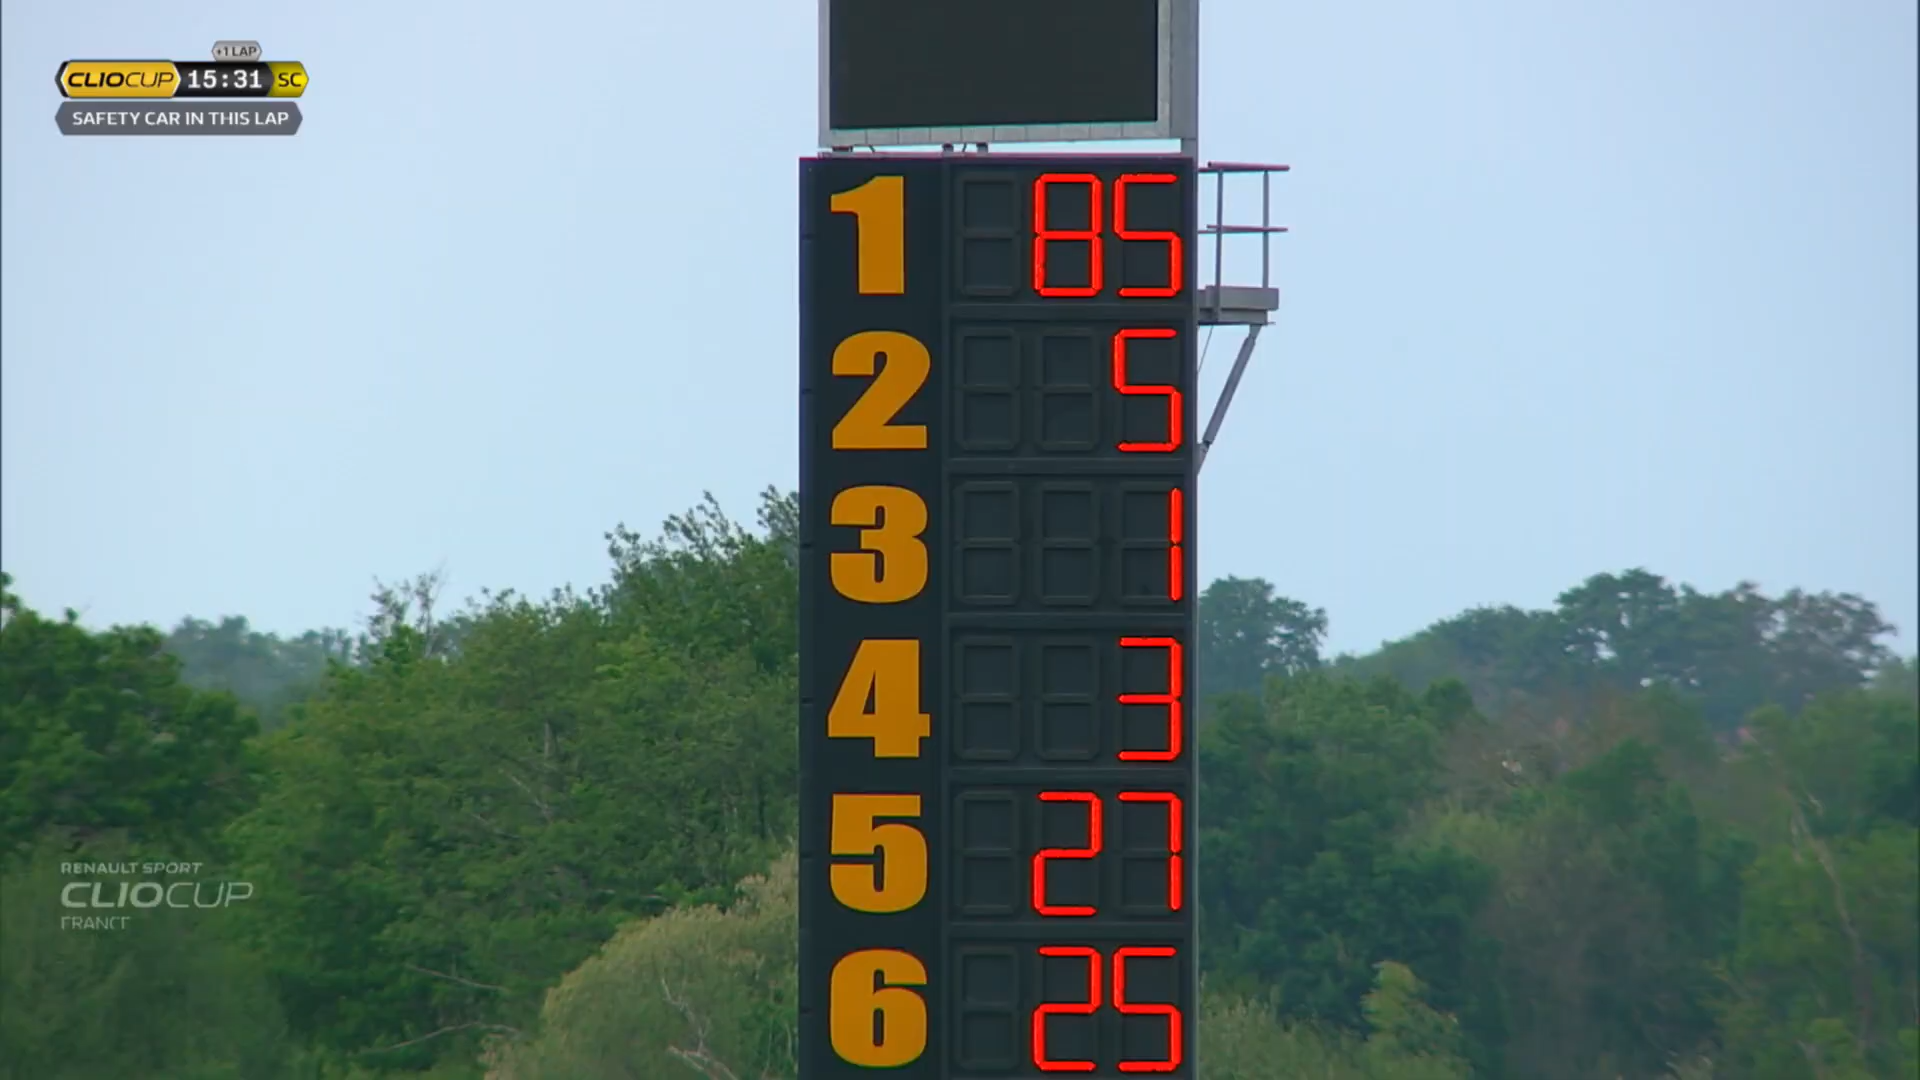 +1 LAP
CLIOCUP 15:31 SC
SAFETY CAR IN THIS LAP
1 85
2 5
3 1
4 3
5 27
6 25
RENAULT SPORT
CLIOCUP
FRANCE